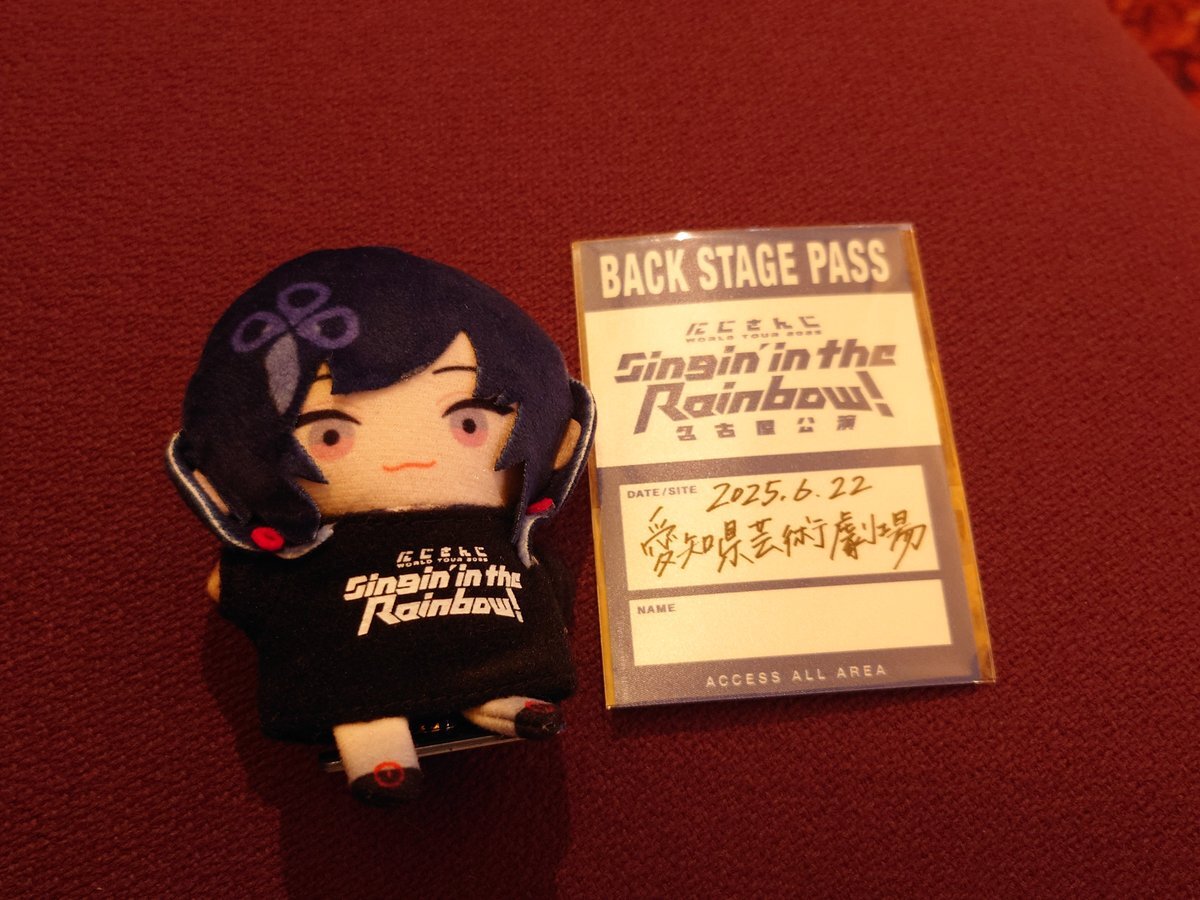 にじさんじ
WORLD TOUR 2025
Singin' in the
Rainbow!
BACK STAGE PASS
にじさんじ
WORLD TOUR 2025
Singin' in the
Rainbow!
名古屋公演
DATE/SITE 2025.6.22
愛知県芸術劇場
NAME
ACCESS ALL AREA